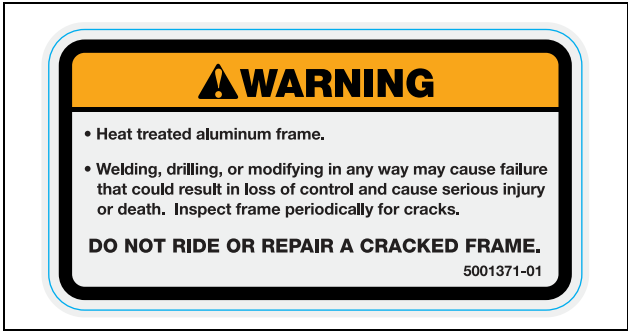 WARNING
• Heat treated aluminum frame.
• Welding, drilling, or modifying in any way may cause failure
that could result in loss of control and cause serious injury
or death.  Inspect frame periodically for cracks.
DO NOT RIDE OR REPAIR A CRACKED FRAME.
5001371-01